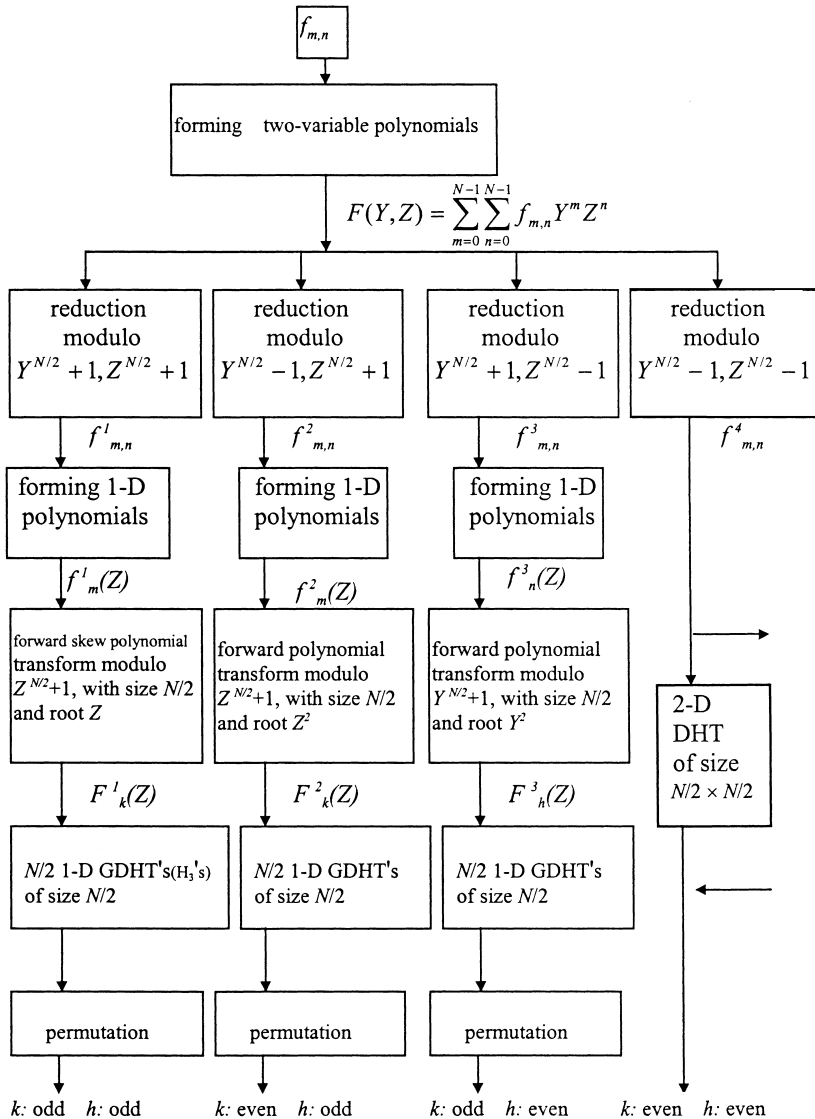 f m,n
forming two-variable polynomials
F(Y,Z) = ∑_{m=0}^{N-1} ∑_{n=0}^{N-1} f_{m,n} Y^m Z^n
reduction
modulo
Y^{N/2} +1, Z^{N/2} +1
reduction
modulo
Y^{N/2} −1, Z^{N/2} +1
reduction
modulo
Y^{N/2} +1, Z^{N/2} −1
reduction
modulo
Y^{N/2} −1, Z^{N/2} −1
f^1_{m,n}
f^2_{m,n}
f^3_{m,n}
f^4_{m,n}
forming 1-D
polynomials
forming 1-D
polynomials
forming 1-D
polynomials
f^1_m(Z)
f^2_m(Z)
f^3_n(Z)
forward skew polynomial
transform modulo
Z^{N/2}+1, with size N/2
and root Z
forward polynomial
transform modulo
Z^{N/2}+1, with size N/2
and root Z^2
forward polynomial
transform modulo
Y^{N/2}+1, with size N/2
and root Y^2
2-D
DHT
of size
N/2 × N/2
F^1_k(Z)
F^2_k(Z)
F^3_h(Z)
N/2 1-D GDHT's(H_3's)
of size N/2
N/2 1-D GDHT's
of size N/2
N/2 1-D GDHT's
of size N/2
permutation
permutation
permutation
k: odd h: odd
k: even h: odd
k: odd h: even
k: even h: even